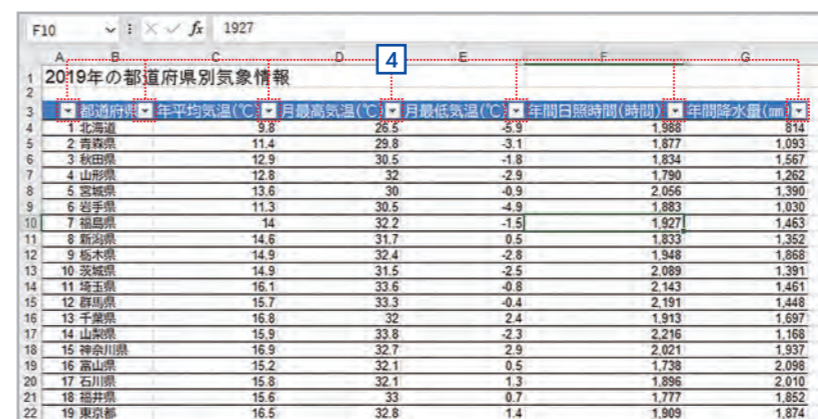 F10 fx 1927
A B C D E F G
4
1 2019年の都道府県別気象情報
2
3 都道府県 年平均気温(℃) 月最高気温(℃) 月最低気温(℃) 年間日照時間(時間) 年間降水量(㎜)
4 1 北海道 9.8 26.5 -5.9 1,988 814
5 2 青森県 11.4 29.8 -3.1 1,877 1,093
6 3 秋田県 12.9 30.5 -1.8 1,834 1,567
7 4 山形県 12.8 32 -2.9 1,790 1,262
8 5 宮城県 13.6 30 -0.9 2,056 1,390
9 6 岩手県 11.3 30.5 -4.9 1,883 1,030
10 7 福島県 14 32.2 -1.5 1,927 1,463
11 8 新潟県 14.6 31.7 0.5 1,833 1,352
12 9 栃木県 14.9 32.4 -2.8 1,948 1,868
13 10 茨城県 14.9 31.5 -2.5 2,089 1,391
14 11 埼玉県 16.1 33.6 -0.8 2,143 1,461
15 12 群馬県 15.7 33.3 -0.4 2,191 1,448
16 13 千葉県 16.8 32 2.4 1,913 1,697
17 14 山梨県 15.9 33.8 -2.3 2,216 1,168
18 15 神奈川県 16.9 32.7 2.9 2,021 1,937
19 16 富山県 15.2 32.1 0.5 1,738 2,098
20 17 石川県 15.8 32.1 1.3 1,896 2,010
21 18 福井県 15.6 33 0.7 1,777 1,852
22 19 東京都 16.5 32.8 1.4 1,909 1,874